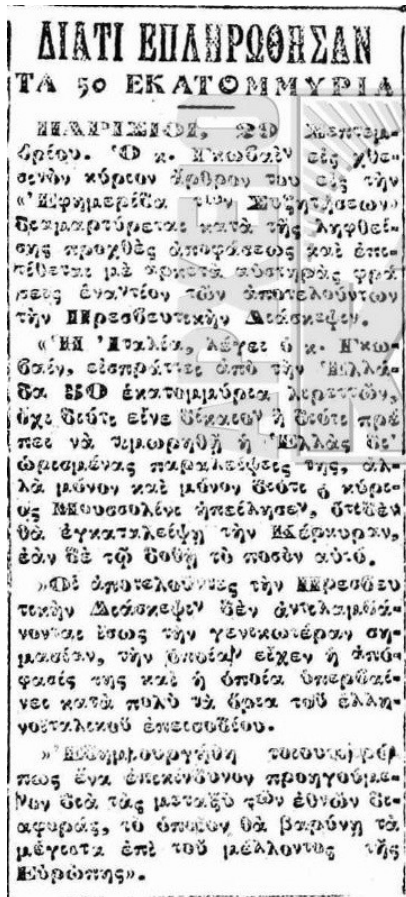 ΔΙΑΤΙ ΕΠΛΗΡΩΘΗΣΑΝ
ΤΑ 50 ΕΚΑΤΟΜΜΥΡΙΑ
ΠΑΡΙΣΙΟΙ, 29 Σεπτεμ-
βρίου. Ὁ κ. Γκωβαὶν εἰς χθε-
σινὸν κύριον ἄρθρον του εἰς τὴν
«Ἐφημερίδα τῶν Συζητήσεων»
διαμαρτύρεται κατὰ τῆς ληφθεί-
σης προχθὲς ἀποφάσεως καὶ ἐπι-
τίθεται μὲ ἀρκετὰ αὐστηρὰς φρά
σεις ἐναντίον τῶν ἀποτελούντων
τὴν Πρεσβευτικὴν Διάσκεψιν.
«Ἡ Ἰταλία, λέγει ὁ κ. Γκω-
βαίν, εἰσπράττει ἀπὸ τὴν Ἑλλά-
δα 50 ἑκατομμύρια λιρεττῶν,
ὄχι διότι εἶνε δίκαιον ἢ διότι πρέ
πει νὰ τιμωρηθῇ ἡ Ἑλλὰς δι'
ὡρισμένας παραλείψεις της, ἀλ-
λὰ μόνον καὶ μόνον διότι ὁ κύρι-
ος Μουσσολίνι ἠπείλησεν, ὅτι δὲν
θὰ ἐγκαταλείψῃ τὴν Κέρκυραν,
ἐὰν δὲ τῷ δοθῇ τὸ ποσὸν αὐτό.
»Οἱ ἀποτελοῦντες τὴν Πρεσβευ
τικὴν Διάσκεψιν δὲν ἀντελαμβά-
νονται ἴσως τὴν γενικωτέραν ση-
μασίαν, τὴν ὁποίαν εἶχεν ἡ ἀπό-
φασίς της καὶ ἡ ὁποία ὑπερβαί-
νει κατὰ πολὺ τὰ ὅρια τοῦ ἑλλη-
νοϊταλικοῦ ἐπεισοδίου.
»Ἐδημιουργήθη τοιουτοτρό
πως ἕνα ἐπικίνδυνον προηγούμε-
νον διὰ τὰς μεταξὺ τῶν ἐθνῶν δι-
αφοράς, τὸ ὁποῖον θὰ βαρύνῃ τὰ
μέγιστα ἐπὶ τοῦ μέλλοντος τῆς
Εὐρώπης».